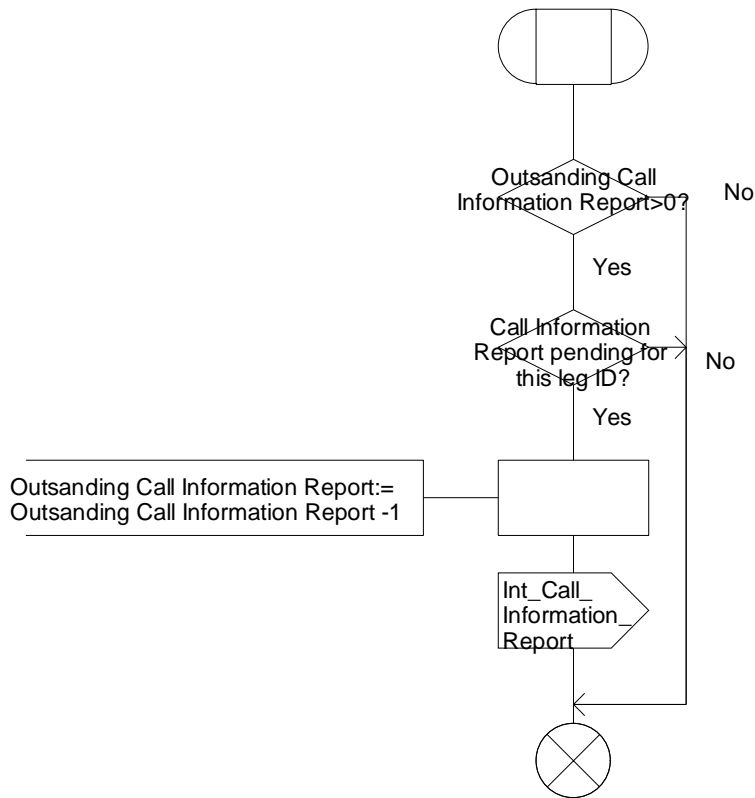 Outsanding Call
Information Report>0?
No
Yes
Call Information
Report pending for
this leg ID?
No
Yes
Outsanding Call Information Report:=
Outsanding Call Information Report -1
Int_Call_
Information_
Report